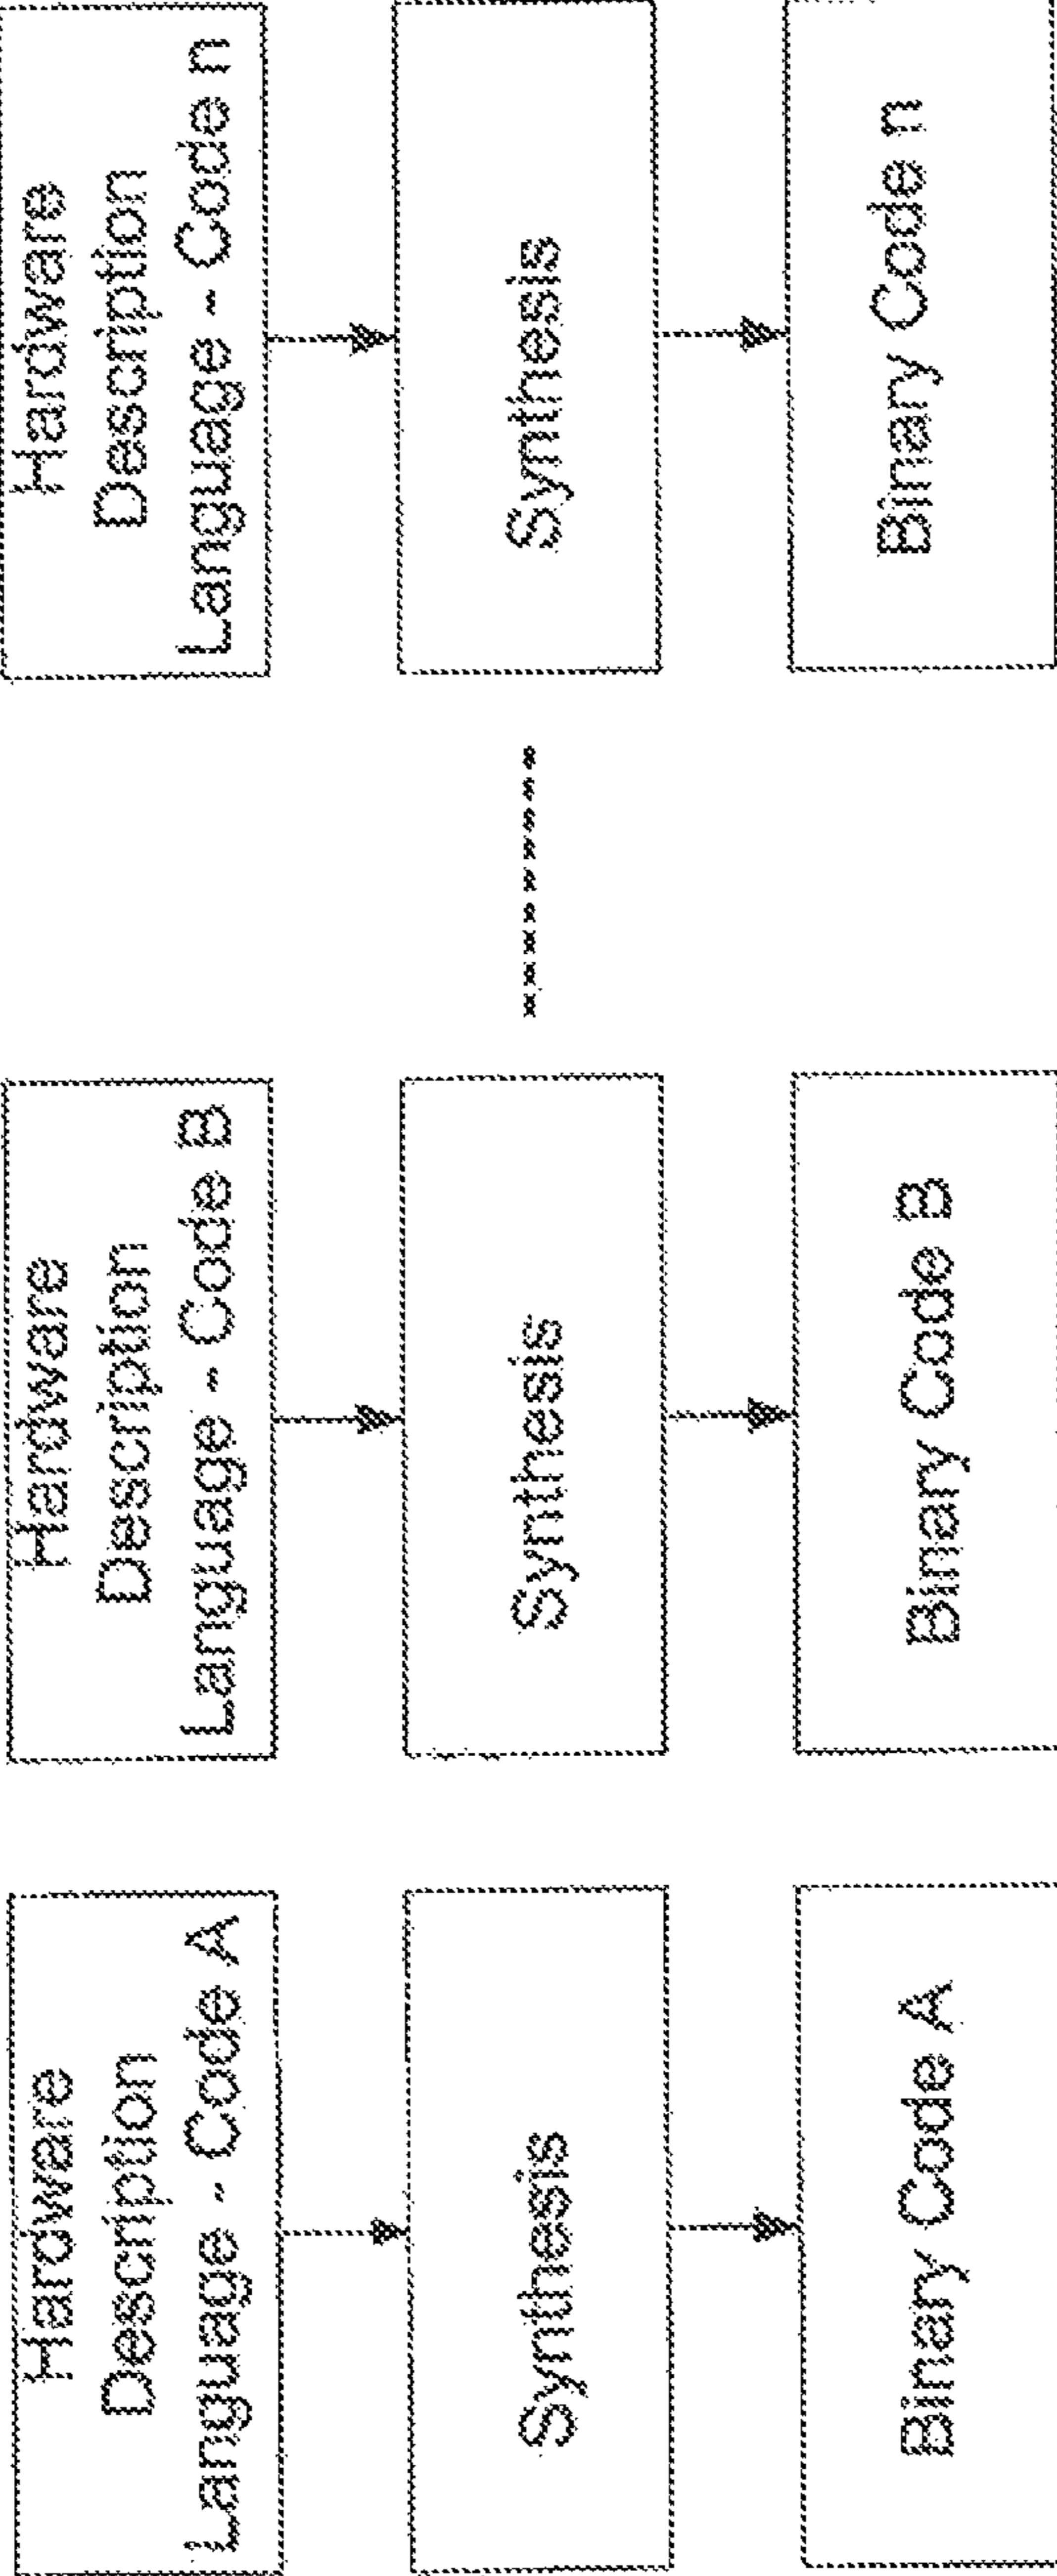 Hardware
Description
Language - Code A
Synthesis
Binary Code A
Hardware
Description
Language - Code B
Synthesis
Binary Code B
Hardware
Description
Language - Code n
Synthesis
Binary Code n